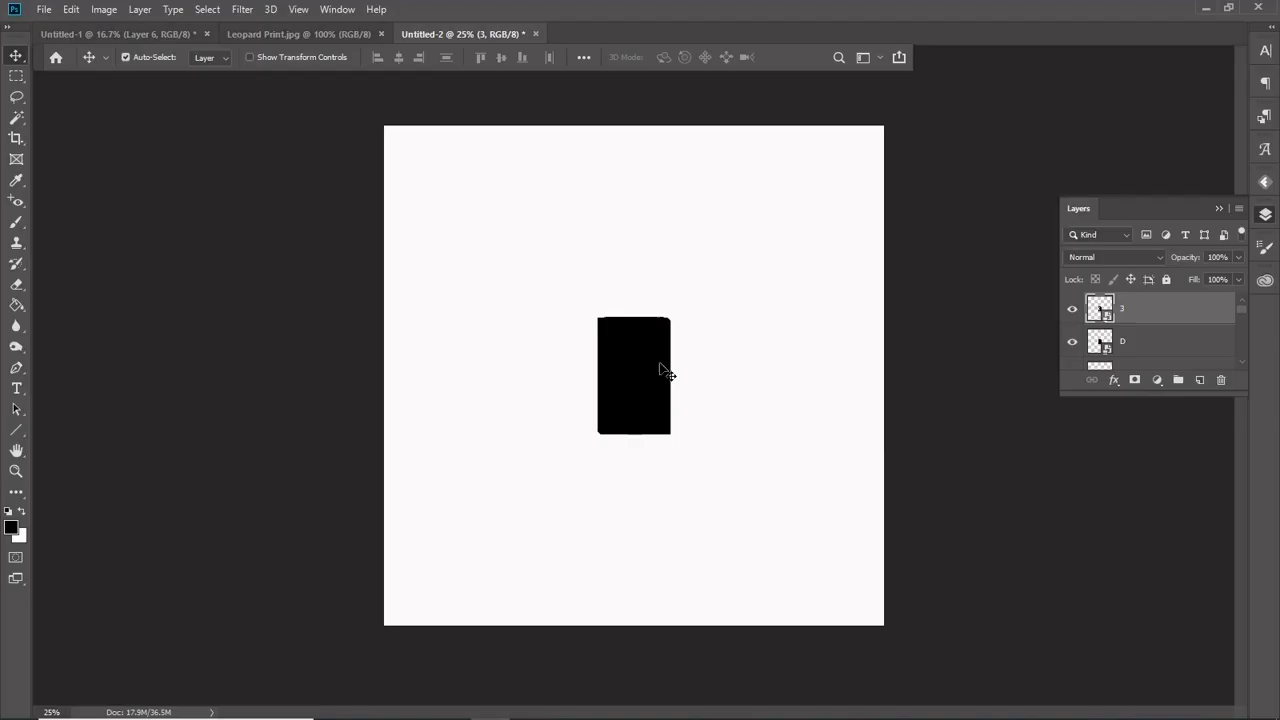 Ps File Edit Image Layer Type Select Filter 3D View Window Help
Untitled-1 @ 16.7% (Layer 6, RGB/8) * × Leopard Print.jpg @ 100% (RGB/8) × Untitled-2 @ 25% (3, RGB/8) * ×
Auto-Select: Layer Show Transform Controls ••• 3D Mode:
Layers
Kind
Normal Opacity: 100%
Lock: Fill: 100%
3
D
25% Doc: 17.9M/36.5M